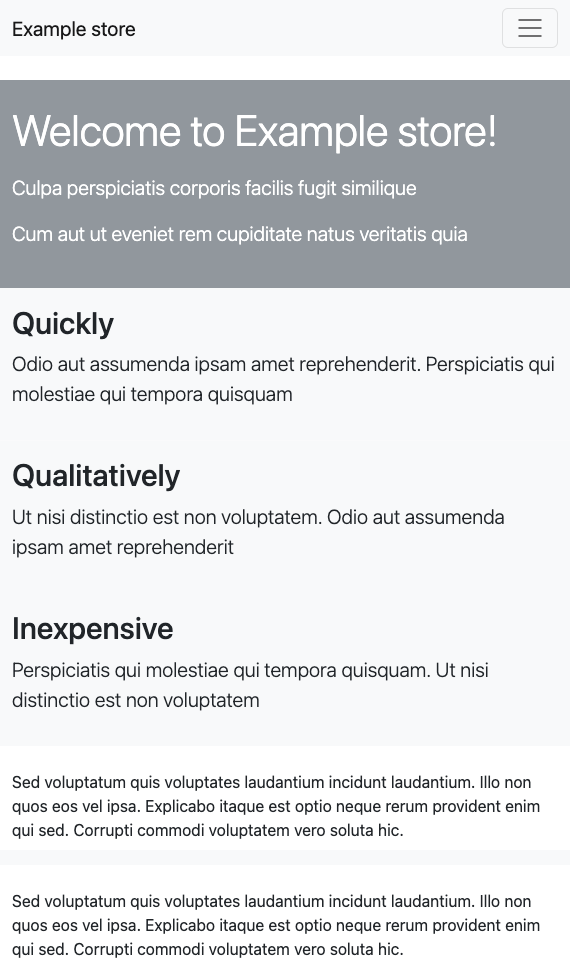 Example store
Welcome to Example store!
Culpa perspiciatis corporis facilis fugit similique
Cum aut ut eveniet rem cupiditate natus veritatis quia
Quickly
Odio aut assumenda ipsam amet reprehenderit. Perspiciatis qui
molestiae qui tempora quisquam
Qualitatively
Ut nisi distinctio est non voluptatem. Odio aut assumenda
ipsam amet reprehenderit
Inexpensive
Perspiciatis qui molestiae qui tempora quisquam. Ut nisi
distinctio est non voluptatem
Sed voluptatum quis voluptates laudantium incidunt laudantium. Illo non
quos eos vel ipsa. Explicabo itaque est optio neque rerum provident enim
qui sed. Corrupti commodi voluptatem vero soluta hic.
Sed voluptatum quis voluptates laudantium incidunt laudantium. Illo non
quos eos vel ipsa. Explicabo itaque est optio neque rerum provident enim
qui sed. Corrupti commodi voluptatem vero soluta hic.